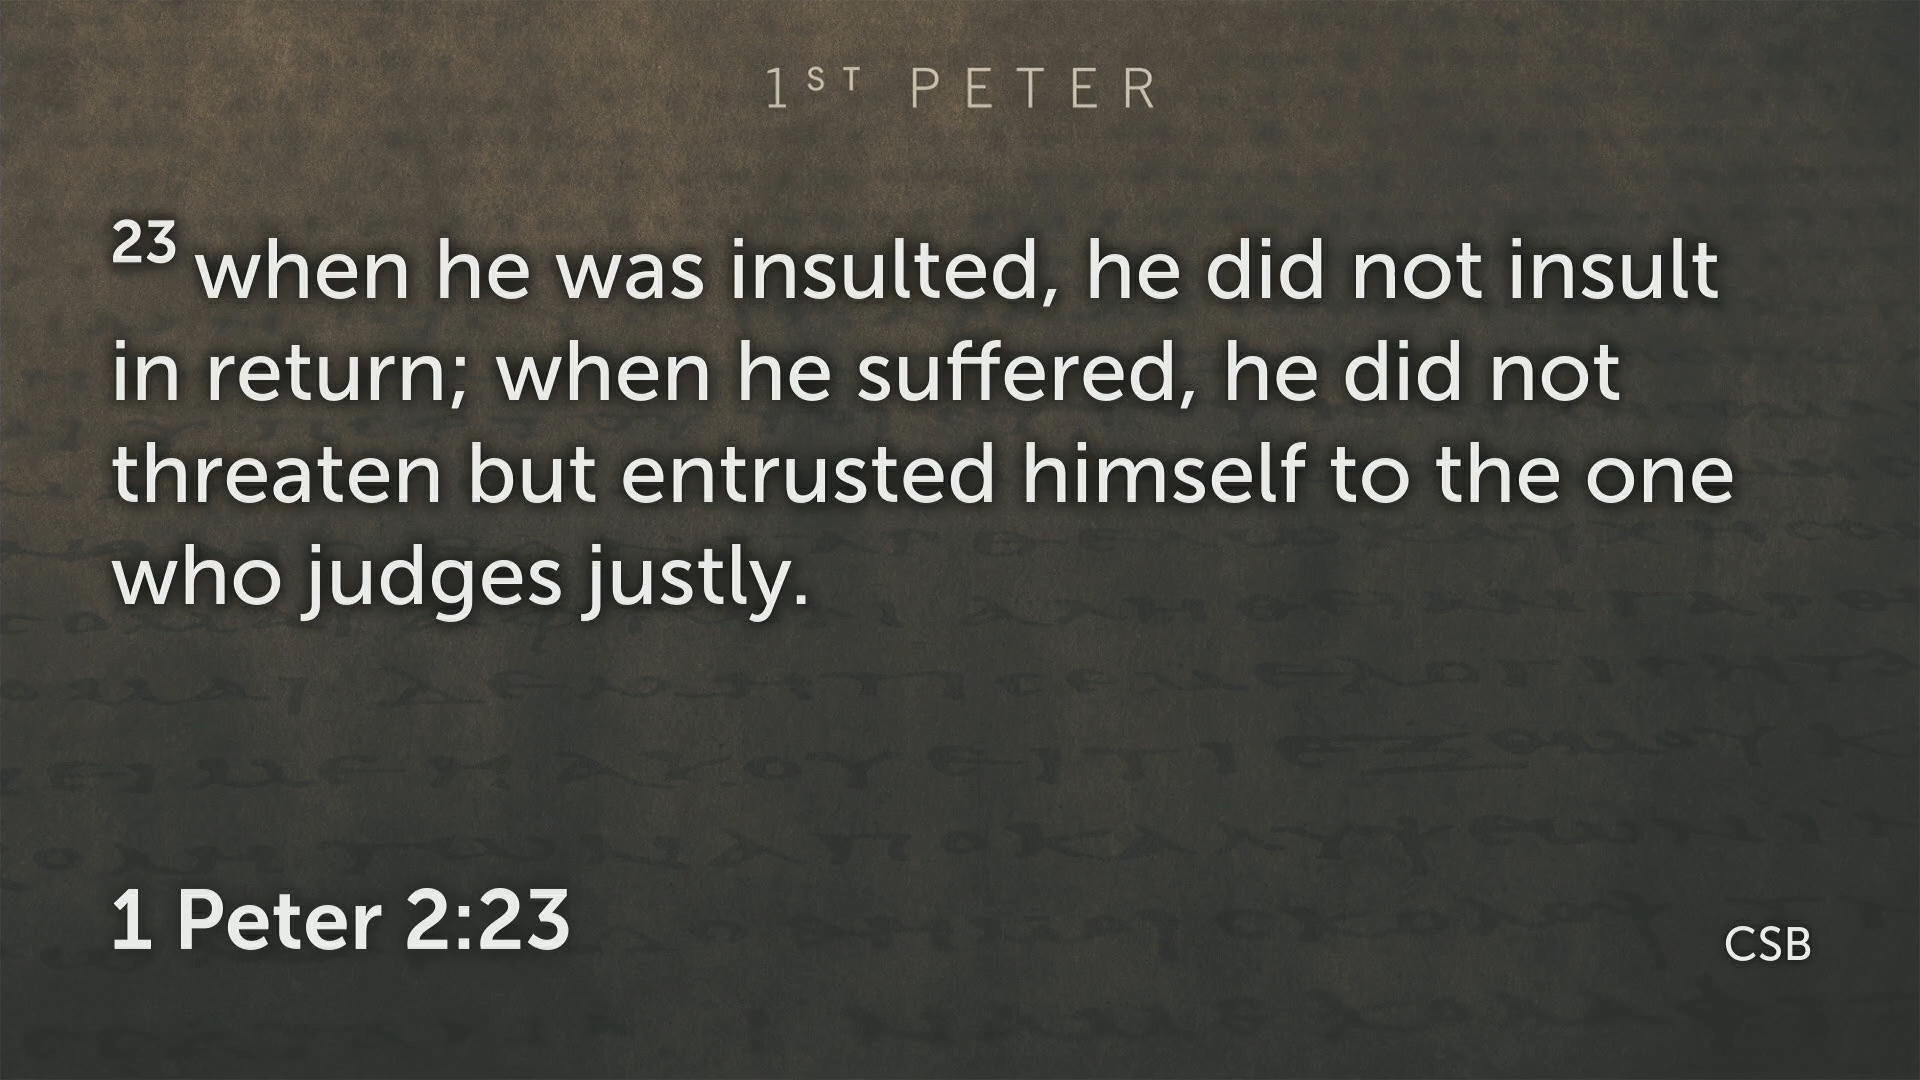 1ST PETER
23 when he was insulted, he did not insult
in return; when he suffered, he did not
threaten but entrusted himself to the one
who judges justly.
1 Peter 2:23
CSB